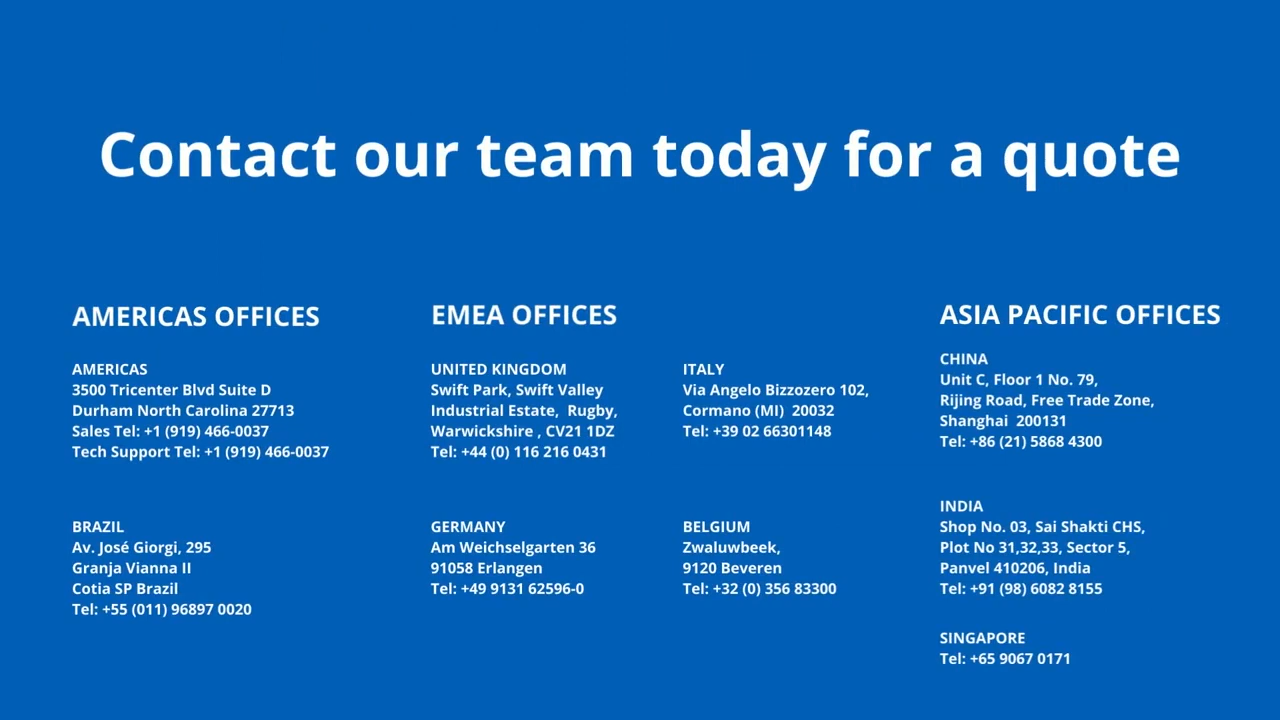 Contact our team today for a quote
AMERICAS OFFICES
AMERICAS
3500 Tricenter Blvd Suite D
Durham North Carolina 27713
Sales Tel: +1 (919) 466-0037
Tech Support Tel: +1 (919) 466-0037
BRAZIL
Av. José Giorgi, 295
Granja Vianna II
Cotia SP Brazil
Tel: +55 (011) 96897 0020
EMEA OFFICES
UNITED KINGDOM
Swift Park, Swift Valley
Industrial Estate,  Rugby,
Warwickshire , CV21 1DZ
Tel: +44 (0) 116 216 0431
GERMANY
Am Weichselgarten 36
91058 Erlangen
Tel: +49 9131 62596-0
ITALY
Via Angelo Bizzozero 102,
Cormano (MI)  20032
Tel: +39 02 66301148
BELGIUM
Zwaluwbeek,
9120 Beveren
Tel: +32 (0) 356 83300
ASIA PACIFIC OFFICES
CHINA
Unit C, Floor 1 No. 79,
Rijing Road, Free Trade Zone,
Shanghai  200131
Tel: +86 (21) 5868 4300
INDIA
Shop No. 03, Sai Shakti CHS,
Plot No 31,32,33, Sector 5,
Panvel 410206, India
Tel: +91 (98) 6082 8155
SINGAPORE
Tel: +65 9067 0171